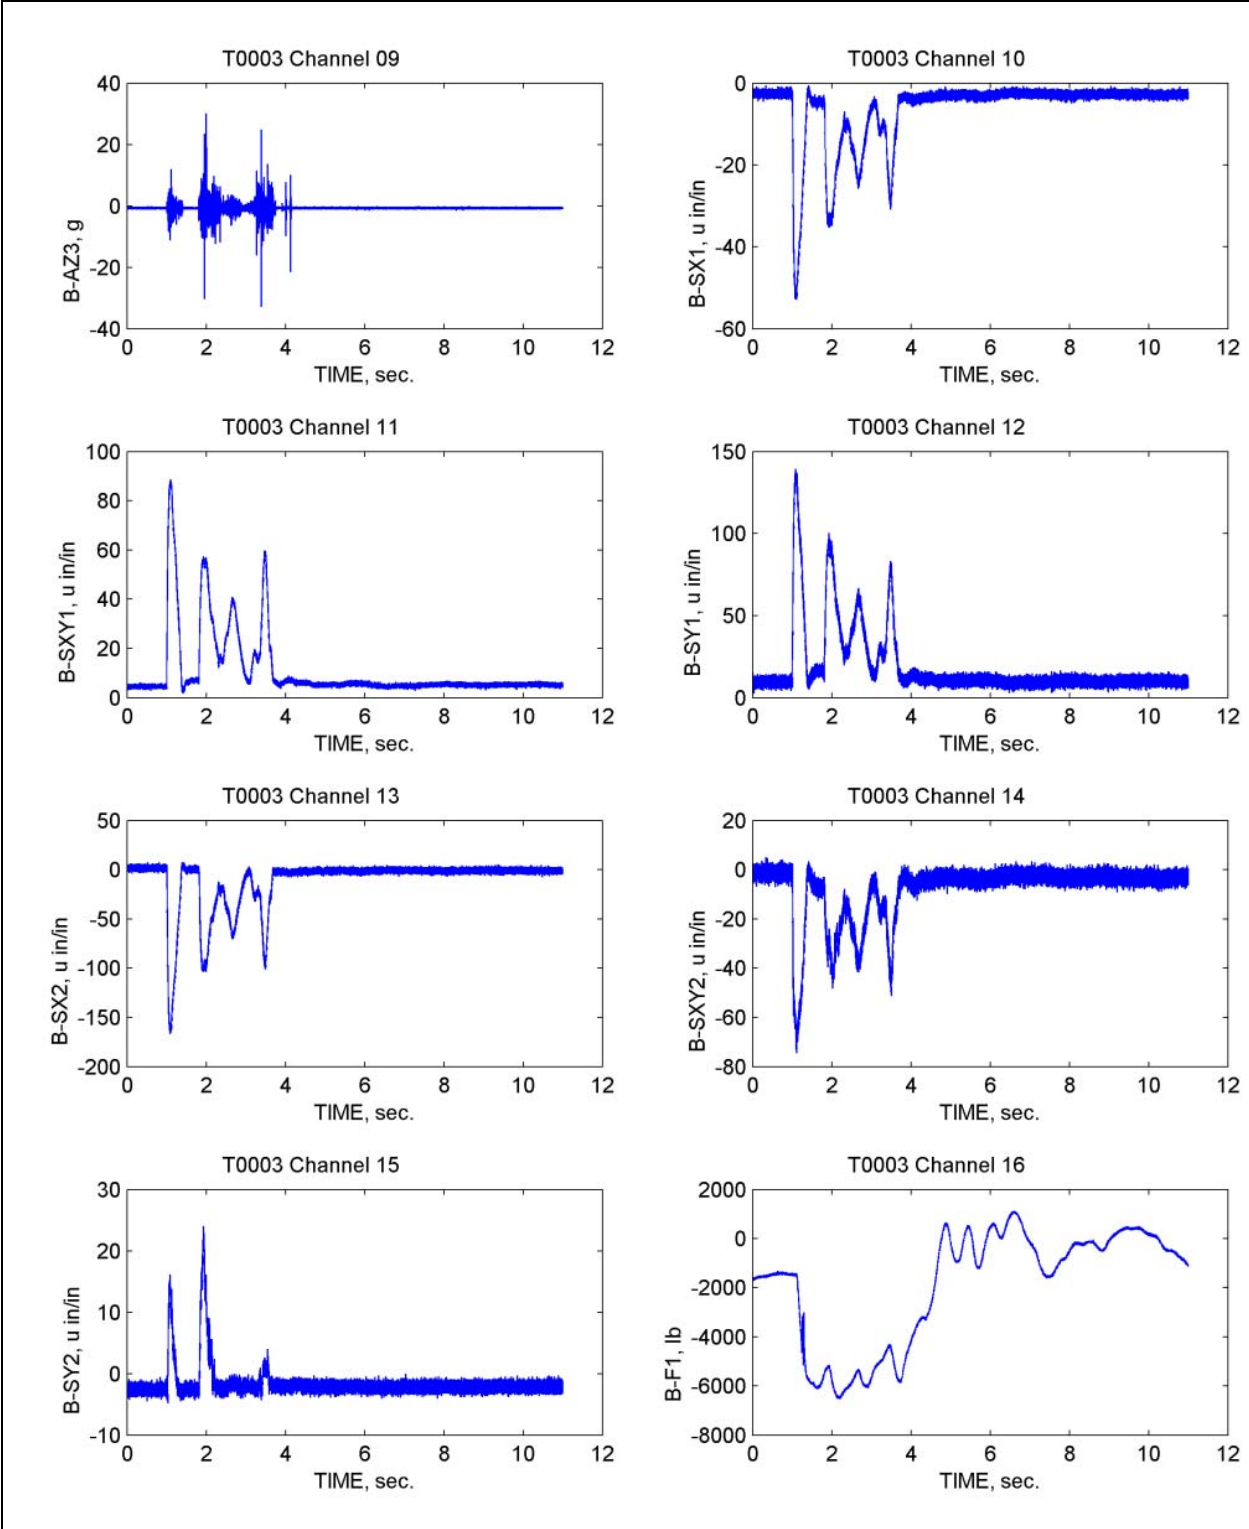 T0003 Channel 09
40
20
0
-20
-40
B-AZ3, g
0 2 4 6 8 10 12
TIME, sec.
T0003 Channel 10
0
-20
-40
-60
B-SX1, u in/in
0 2 4 6 8 10 12
TIME, sec.
T0003 Channel 11
100
80
60
40
20
0
B-SXY1, u in/in
0 2 4 6 8 10 12
TIME, sec.
T0003 Channel 12
150
100
50
0
B-SY1, u in/in
0 2 4 6 8 10 12
TIME, sec.
T0003 Channel 13
50
0
-50
-100
-150
-200
B-SX2, u in/in
0 2 4 6 8 10 12
TIME, sec.
T0003 Channel 14
20
0
-20
-40
-60
-80
B-SXY2, u in/in
0 2 4 6 8 10 12
TIME, sec.
T0003 Channel 15
30
20
10
0
-10
B-SY2, u in/in
0 2 4 6 8 10 12
TIME, sec.
T0003 Channel 16
2000
0
-2000
-4000
-6000
-8000
B-F1, lb
0 2 4 6 8 10 12
TIME, sec.